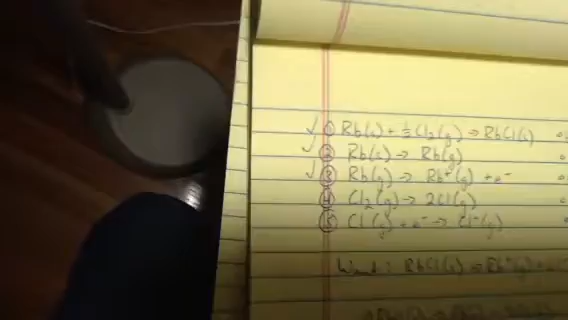 ✓ ① Rb(s) + ½Cl₂(g) → RbCl(s)
✓ ② Rb(s) → Rb(g)
✓ ③ Rb(g) → Rb⁺(g) + e⁻
④ Cl₂(g) → 2Cl(g)
⑤ Cl(g) + e⁻ → Cl⁻(g)
Want: RbCl(s) → Rb⁺(g) +